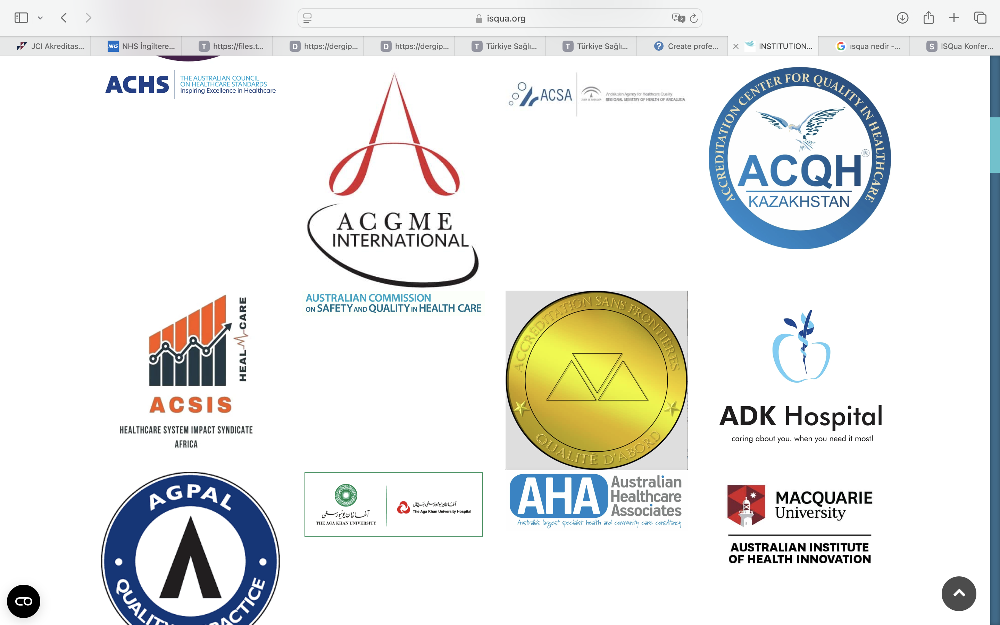 isqua.org
JCI Akreditas...
NHS
NHS İngiltere...
T
https://files.t...
D
https://dergip...
D
https://dergip...
T
Türkiye Sağlı...
T
Türkiye Sağlı...
?
Create profe...
INSTITUTION...
G
ısqua nedir -...
S
ISQua Konfer...
ACHS
THE AUSTRALIAN COUNCIL
ON HEALTHCARE STANDARDS
Inspiring Excellence in Healthcare
ACGME
INTERNATIONAL
ACSA
JUNTA DE ANDALUCIA
Andalusian Agency for Healthcare Quality
REGIONAL MINISTRY OF HEALTH OF ANDALUSIA
ACCREDITATION CENTER FOR QUALITY IN HEALTHCARE
ACQH®
KAZAKHSTAN
HEAL CARE
ACSIS
HEALTHCARE SYSTEM IMPACT SYNDICATE
AFRICA
AUSTRALIAN COMMISSION
ON SAFETY AND QUALITY IN HEALTH CARE
ACCRÉDITATION SANS FRONTIÈRES
QUALITÉ D'ABORD
ADK Hospital
caring about you. when you need it most!
AGPAL
آغا خان یونیورسٹی
THE AGA KHAN UNIVERSITY
آغا خان یونیورسٹی ہسپتال
The Aga Khan University Hospital
AHA
Australian
Healthcare
Associates
Australia's largest specialist health and community care consultancy
MACQUARIE
University
AUSTRALIAN INSTITUTE
OF HEALTH INNOVATION